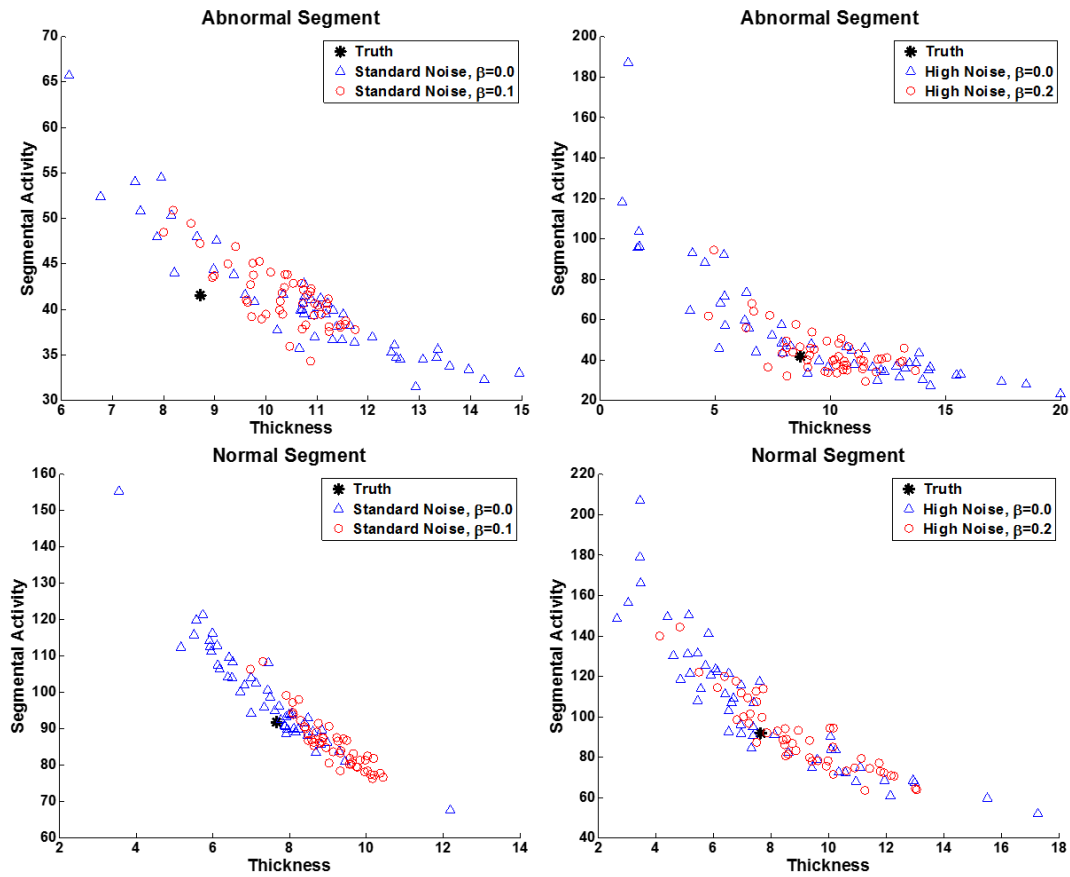 Abnormal Segment
70
65
60
55
50
45
40
35
30
Segmental Activity
Truth
Standard Noise, β=0.0
Standard Noise, β=0.1
6 7 8 9 10 11 12 13 14 15
Thickness
Abnormal Segment
200
180
160
140
120
100
80
60
40
20
Segmental Activity
Truth
High Noise, β=0.0
High Noise, β=0.2
0 5 10 15 20
Thickness
Normal Segment
160
150
140
130
120
110
100
90
80
70
60
Segmental Activity
Truth
Standard Noise, β=0.0
Standard Noise, β=0.1
2 4 6 8 10 12 14
Thickness
Normal Segment
220
200
180
160
140
120
100
80
60
40
Segmental Activity
Truth
High Noise, β=0.0
High Noise, β=0.2
2 4 6 8 10 12 14 16 18
Thickness